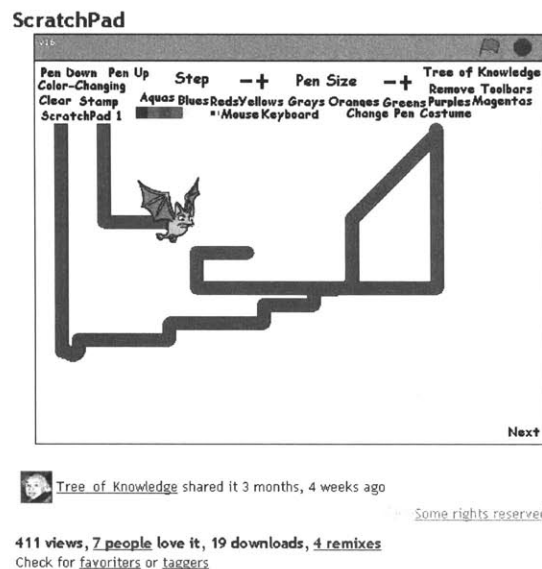 ScratchPad
Pen Down Pen Up Step −+ Pen Size −+ Tree of Knowledge
Color-Changing Remove Toolbars
Clear Stamp Aquas Blues Reds Yellows Grays Oranges Greens Purples Magentas
ScratchPad 1 Mouse Keyboard Change Pen Costume
Next
Tree of Knowledge shared it 3 months, 4 weeks ago
Some rights reserve
411 views, 7 people love it, 19 downloads, 4 remixes
Check for favoriters or taggers